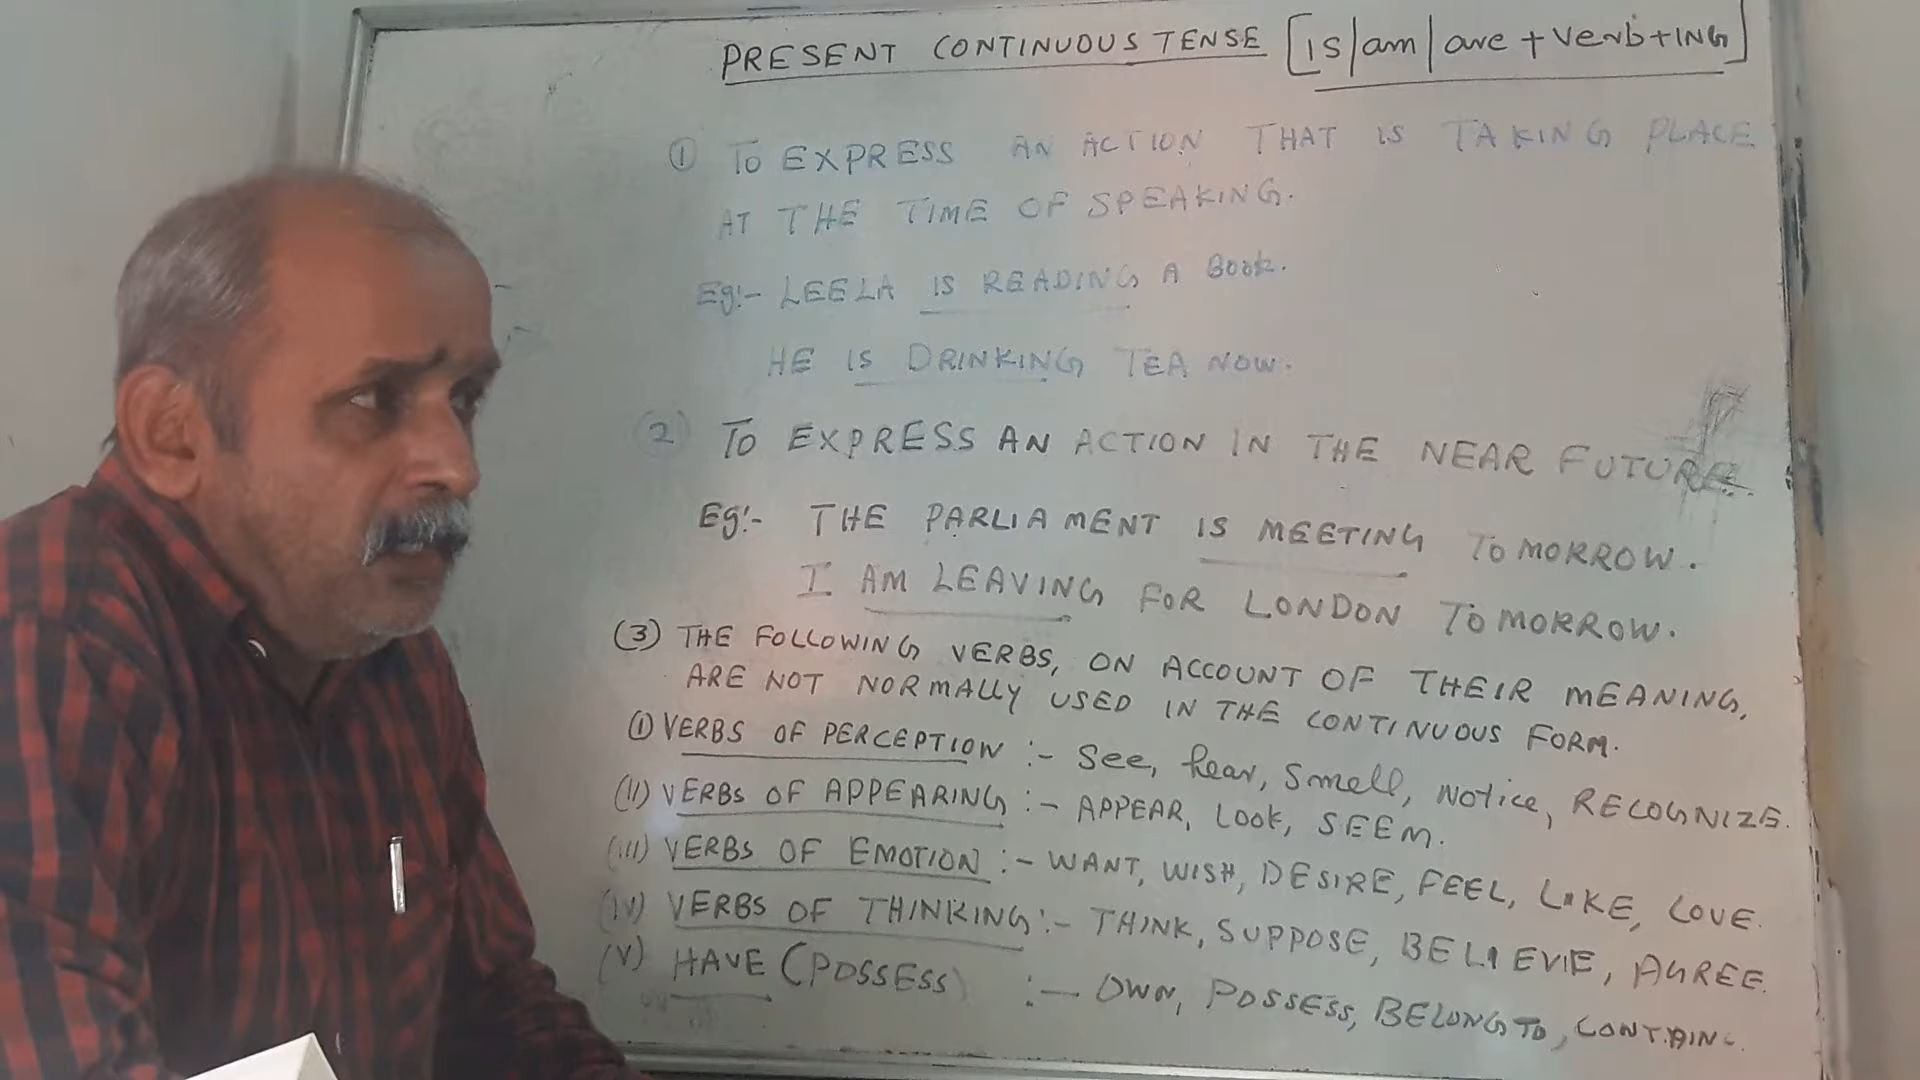 PRESENT CONTINUOUS TENSE [is|am|are + verb + ING]
① TO EXPRESS AN ACTION THAT IS TAKING PLACE
AT THE TIME OF SPEAKING.
Eg:- LEELA IS READING A BOOK.
HE IS DRINKING TEA NOW.
(2) TO EXPRESS AN ACTION IN THE NEAR FUTURE.
Eg:- THE PARLIAMENT IS MEETING TOMORROW.
I AM LEAVING FOR LONDON TOMORROW.
(3) THE FOLLOWING VERBS, ON ACCOUNT OF THEIR MEANING,
ARE NOT NORMALLY USED IN THE CONTINUOUS FORM.
(i) VERBS OF PERCEPTION :- See, hear, smell, Notice, RECOGNIZE.
(ii) VERBS OF APPEARING :- APPEAR, LOOK, SEEM.
(iii) VERBS OF EMOTION :- WANT, WISH, DESIRE, FEEL, LIKE, LOVE.
(iv) VERBS OF THINKING :- THINK, SUPPOSE, BELIEVE, AGREE.
(v) HAVE (POSSESS) :- OWN, POSSESS, BELONGS TO, CONTAIN.